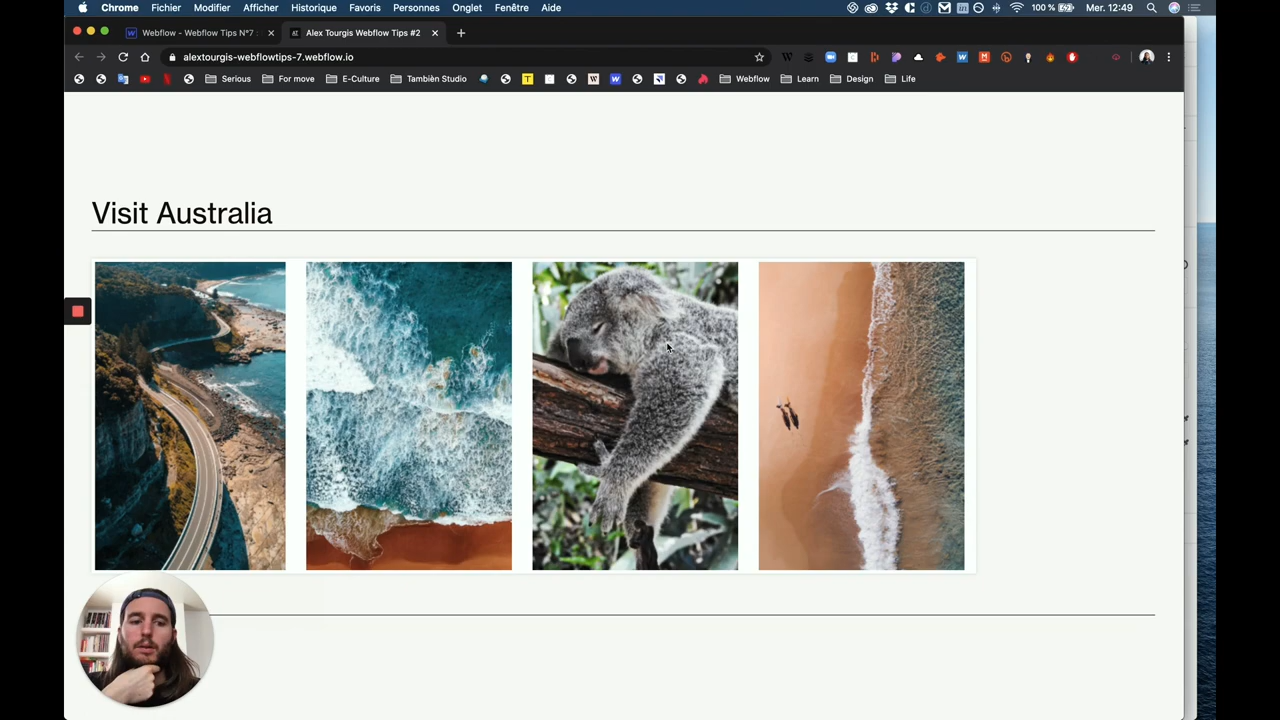 Chrome Fichier Modifier Afficher Historique Favoris Personnes Onglet Fenêtre Aide 100 % Mer. 12:49
Webflow - Webflow Tips N°7 Alex Tourgis Webflow Tips #2
alextourgis-webflowtips-7.webflow.io
Serious For move E-Culture También Studio Webflow Learn Design Life
Visit Australia